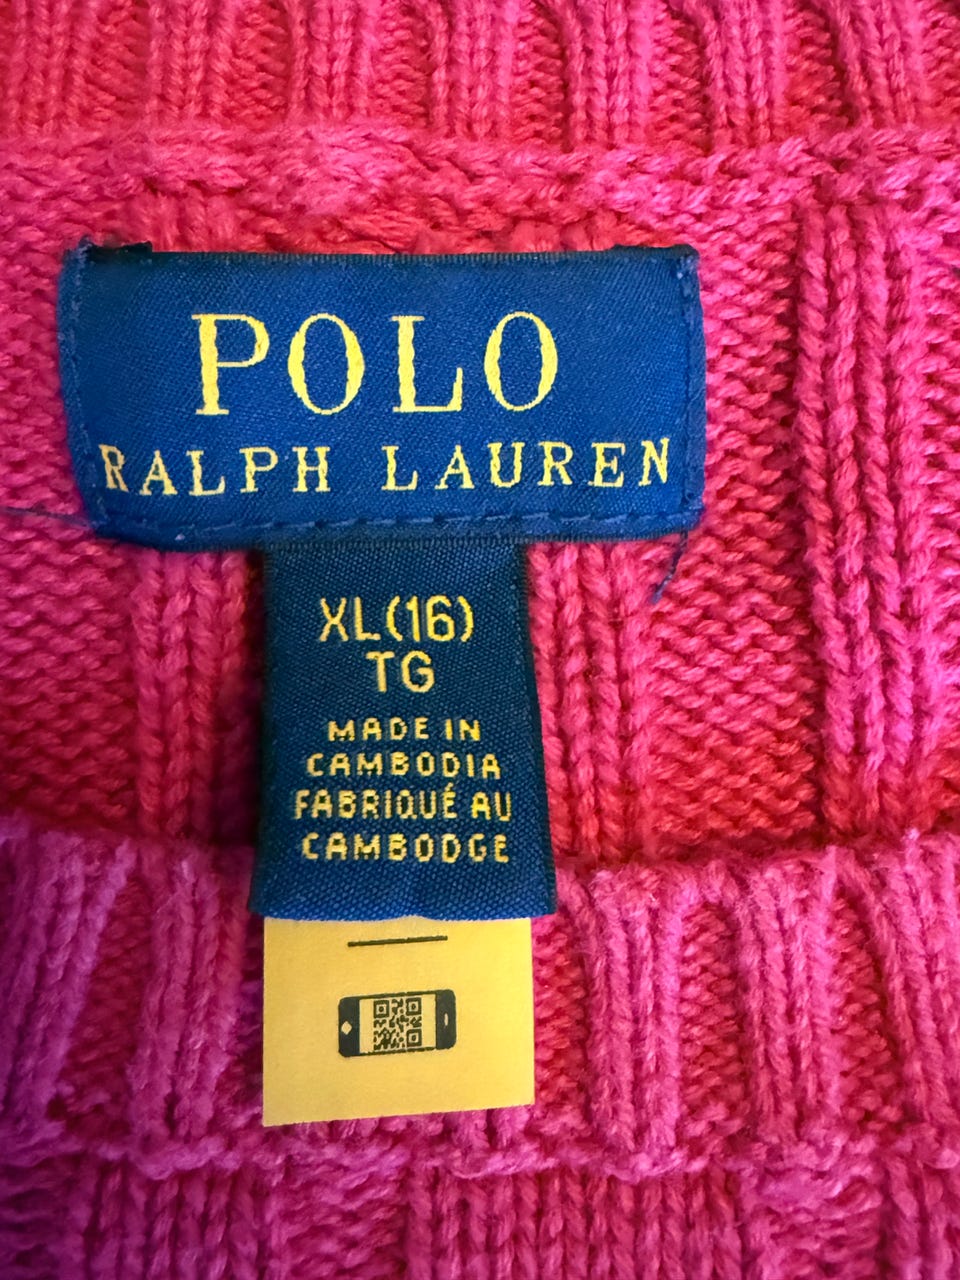 POLO
RALPH LAUREN
XL(16)
TG
MADE IN
CAMBODIA
FABRIQUÉ AU
CAMBODGE